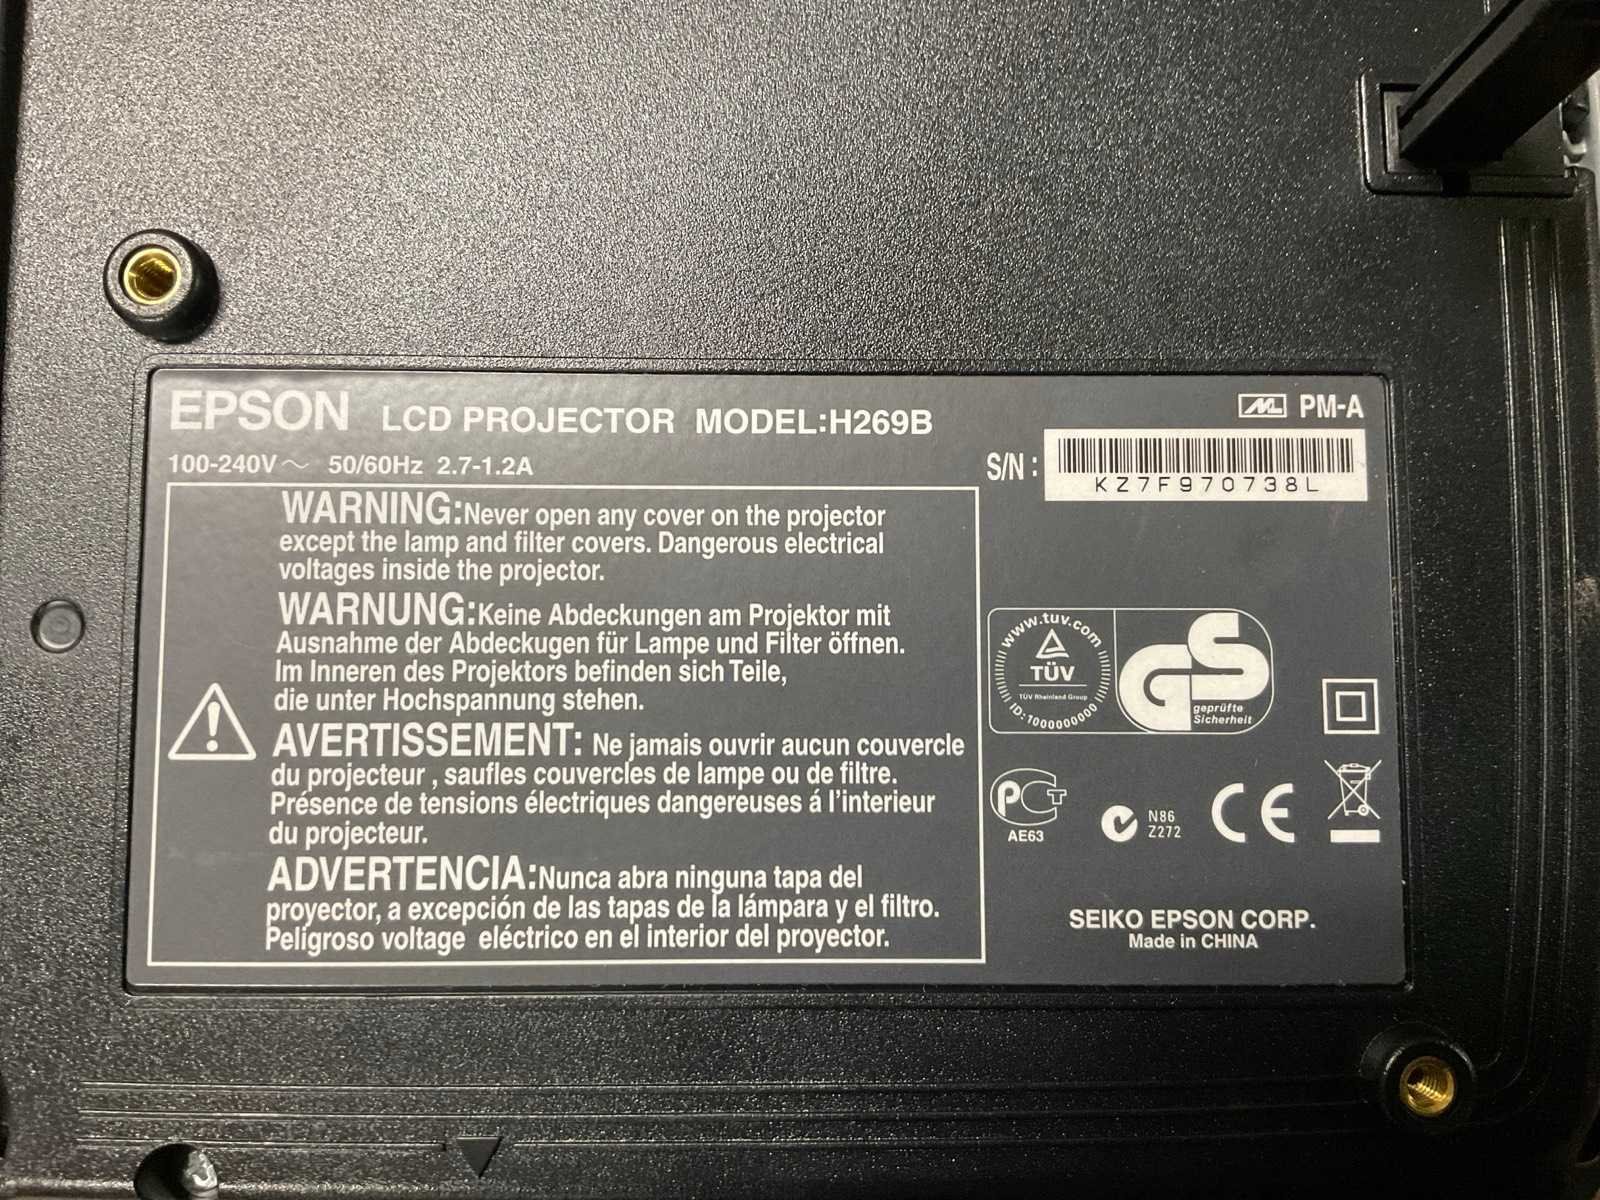 EPSON LCD PROJECTOR MODEL:H269B
PM-A
100-240V～ 50/60Hz 2.7-1.2A
S/N :
KZ7F970738L
WARNING:Never open any cover on the projector
except the lamp and filter covers. Dangerous electrical
voltages inside the projector.
WARNUNG:Keine Abdeckungen am Projektor mit
Ausnahme der Abdeckugen für Lampe und Filter öffnen.
Im Inneren des Projektors befinden sich Teile,
die unter Hochspannung stehen.
AVERTISSEMENT: Ne jamais ouvrir aucun couvercle
du projecteur , saufles couvercles de lampe ou de filtre.
Présence de tensions électriques dangereuses á l'interieur
du projecteur.
ADVERTENCIA:Nunca abra ninguna tapa del
proyector, a excepción de las tapas de la lámpara y el filtro.
Peligroso voltage eléctrico en el interior del proyector.
www.tuv.com
TÜV
TÜV Rheinland Group
ID:1000000000
GS
geprüfte
Sicherheit
PCT
AE63
N86
Z272
CE
SEIKO EPSON CORP.
Made in CHINA